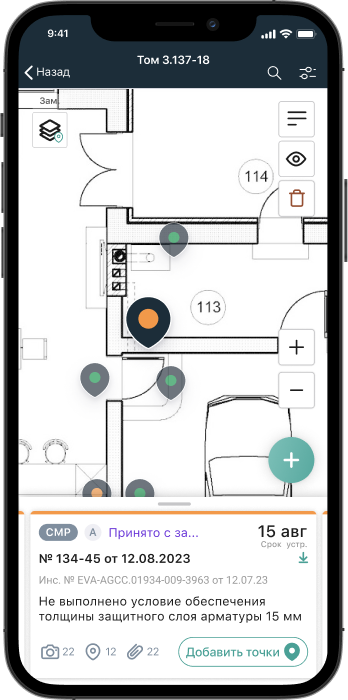 9:41
Том 3.137-18
Назад
Зам.
114
113
СМР
А
Принято с за...
15 авг
Срок устр.
№ 134-45 от 12.08.2023
Инс. № EVA-AGCC.01934-009-3963 от 12.07.23
Не выполнено условие обеспечения
толщины защитного слоя арматуры 15 мм
22
12
22
Добавить точки